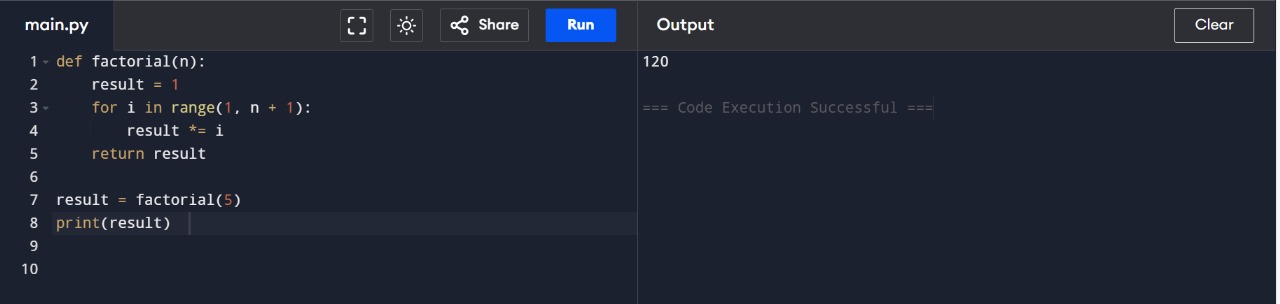 main.py
Share
Run
Output
Clear
1 def factorial(n):
2     result = 1
3     for i in range(1, n + 1):
4         result *= i
5     return result
6
7 result = factorial(5)
8 print(result)
9
10
120
=== Code Execution Successful ===